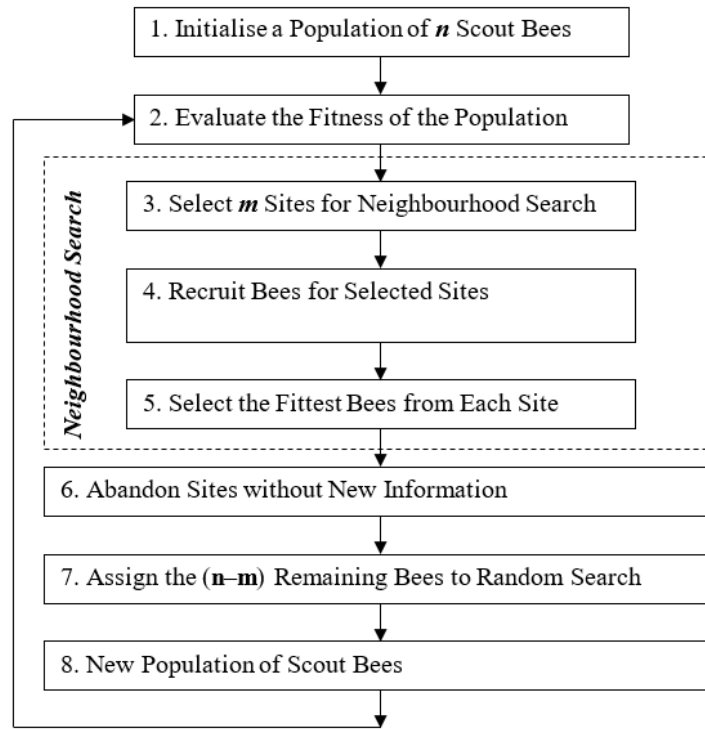 1. Initialise a Population of n Scout Bees
2. Evaluate the Fitness of the Population
Neighbourhood Search
3. Select m Sites for Neighbourhood Search
4. Recruit Bees for Selected Sites
5. Select the Fittest Bees from Each Site
6. Abandon Sites without New Information
7. Assign the (n–m) Remaining Bees to Random Search
8. New Population of Scout Bees